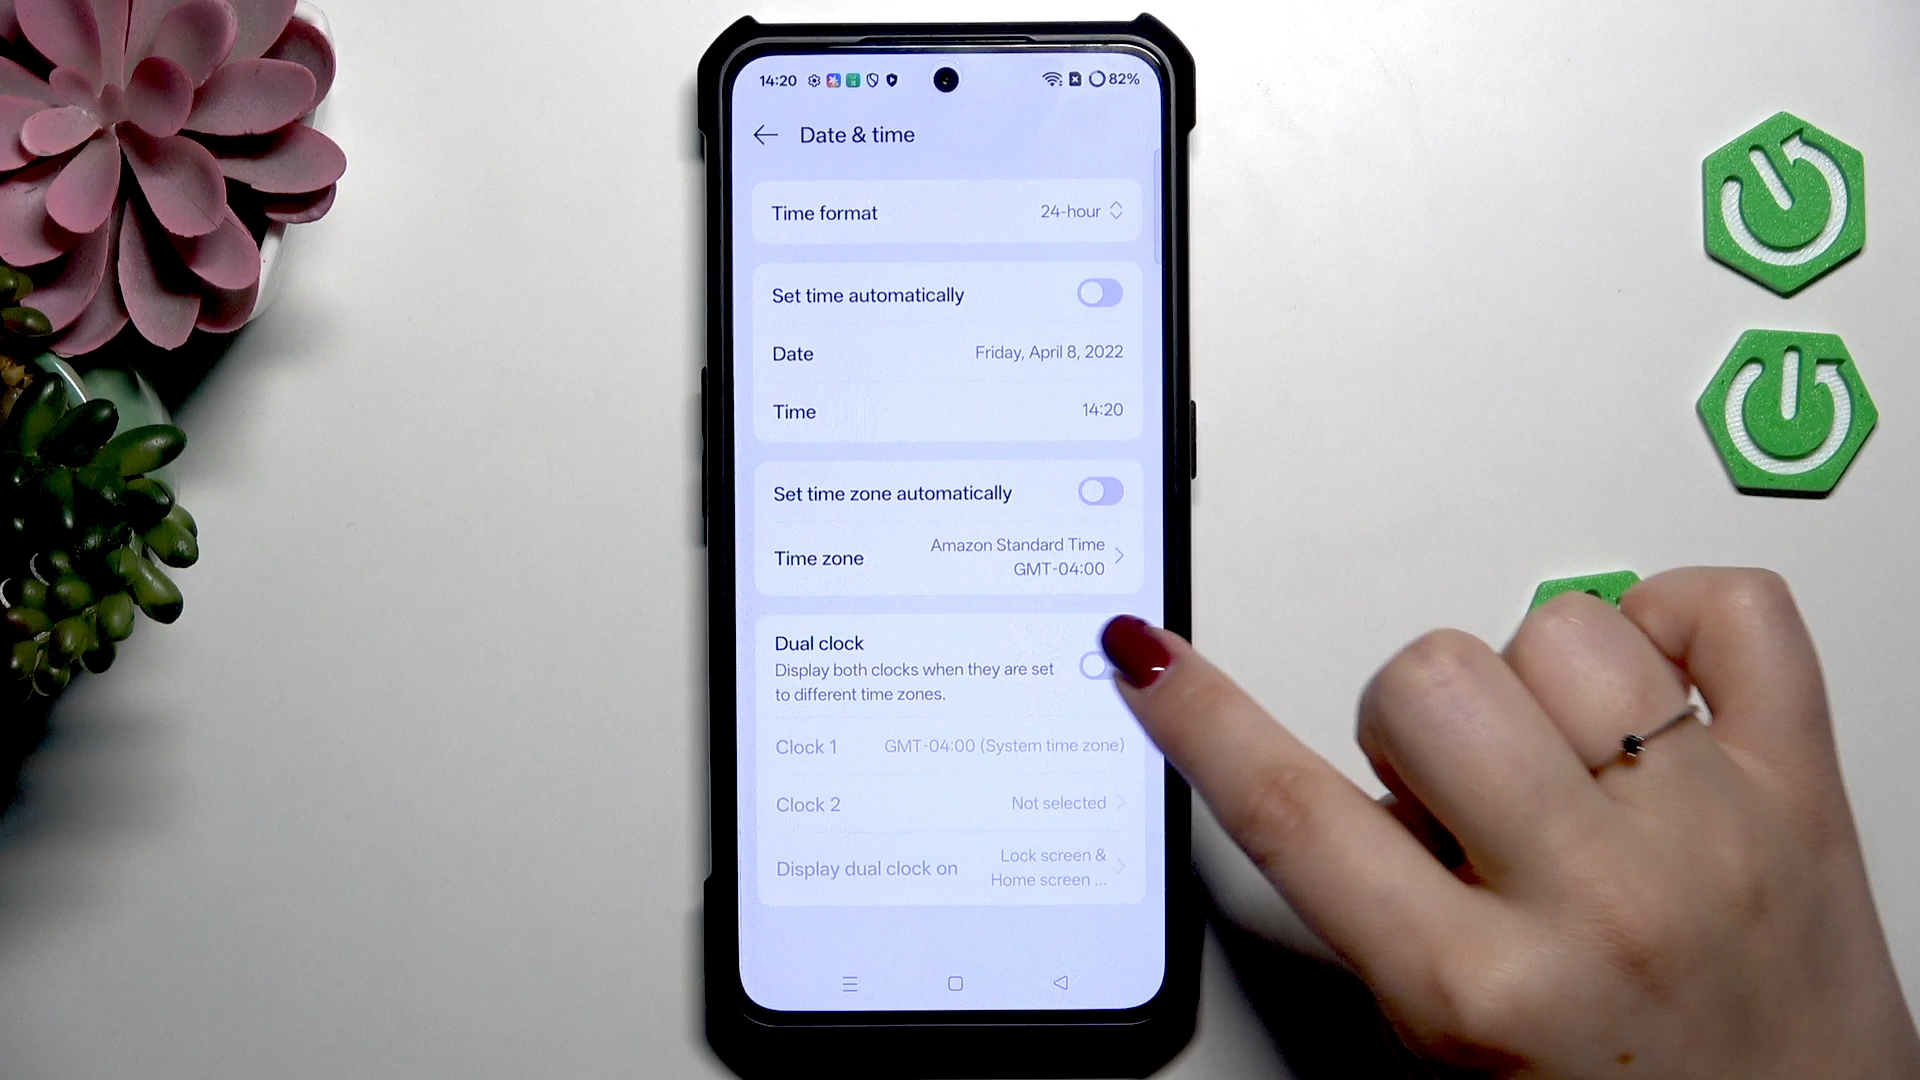 14:20 82%
Date & time
Time format 24-hour
Set time automatically
Date Friday, April 8, 2022
Time 14:20
Set time zone automatically
Amazon Standard Time
Time zone
GMT-04:00
Dual clock
Display both clocks when they are set
to different time zones.
Clock 1 GMT-04:00 (System time zone)
Clock 2 Not selected
Lock screen &
Display dual clock on
Home screen ...